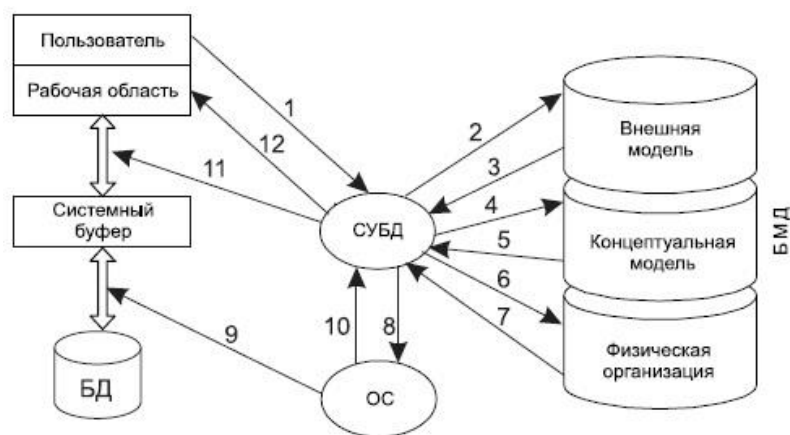 Пользователь
Рабочая область
1
12
11
Системный
буфер
9
БД
СУБД
10
8
ОС
2
3
4
5
6
7
Внешняя
модель
Концептуальная
модель
Физическая
организация
БМД